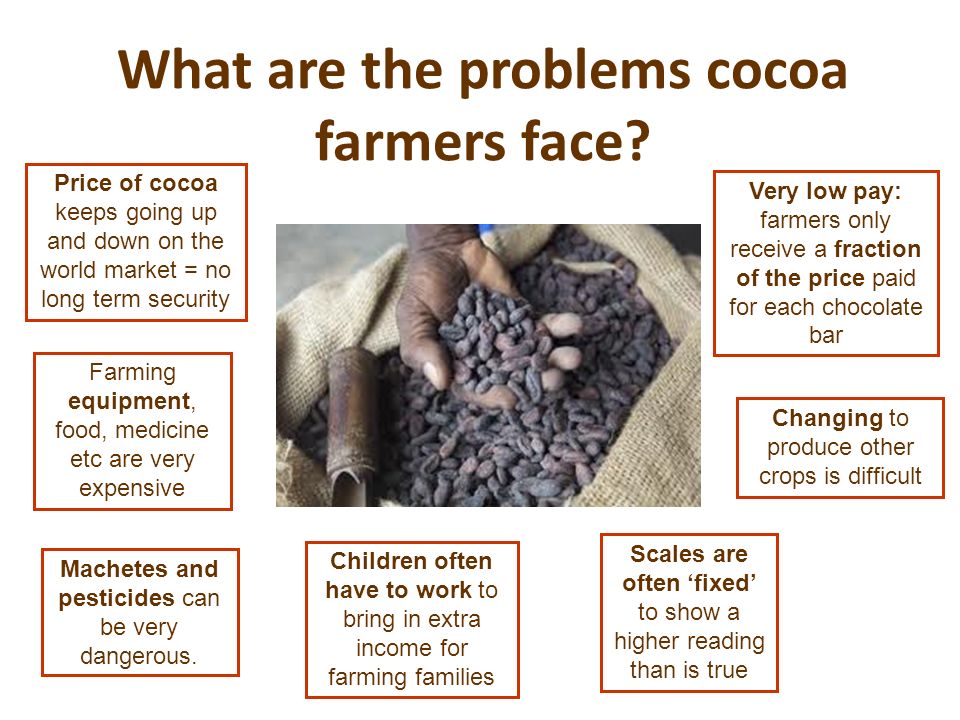 What are the problems cocoa
farmers face?
Price of cocoa
keeps going up
and down on the
world market = no
long term security
Very low pay:
farmers only
receive a fraction
of the price paid
for each chocolate
bar
Farming
equipment,
food, medicine
etc are very
expensive
Changing to
produce other
crops is difficult
Machetes and
pesticides can
be very
dangerous.
Children often
have to work to
bring in extra
income for
farming families
Scales are
often ‘fixed’
to show a
higher reading
than is true